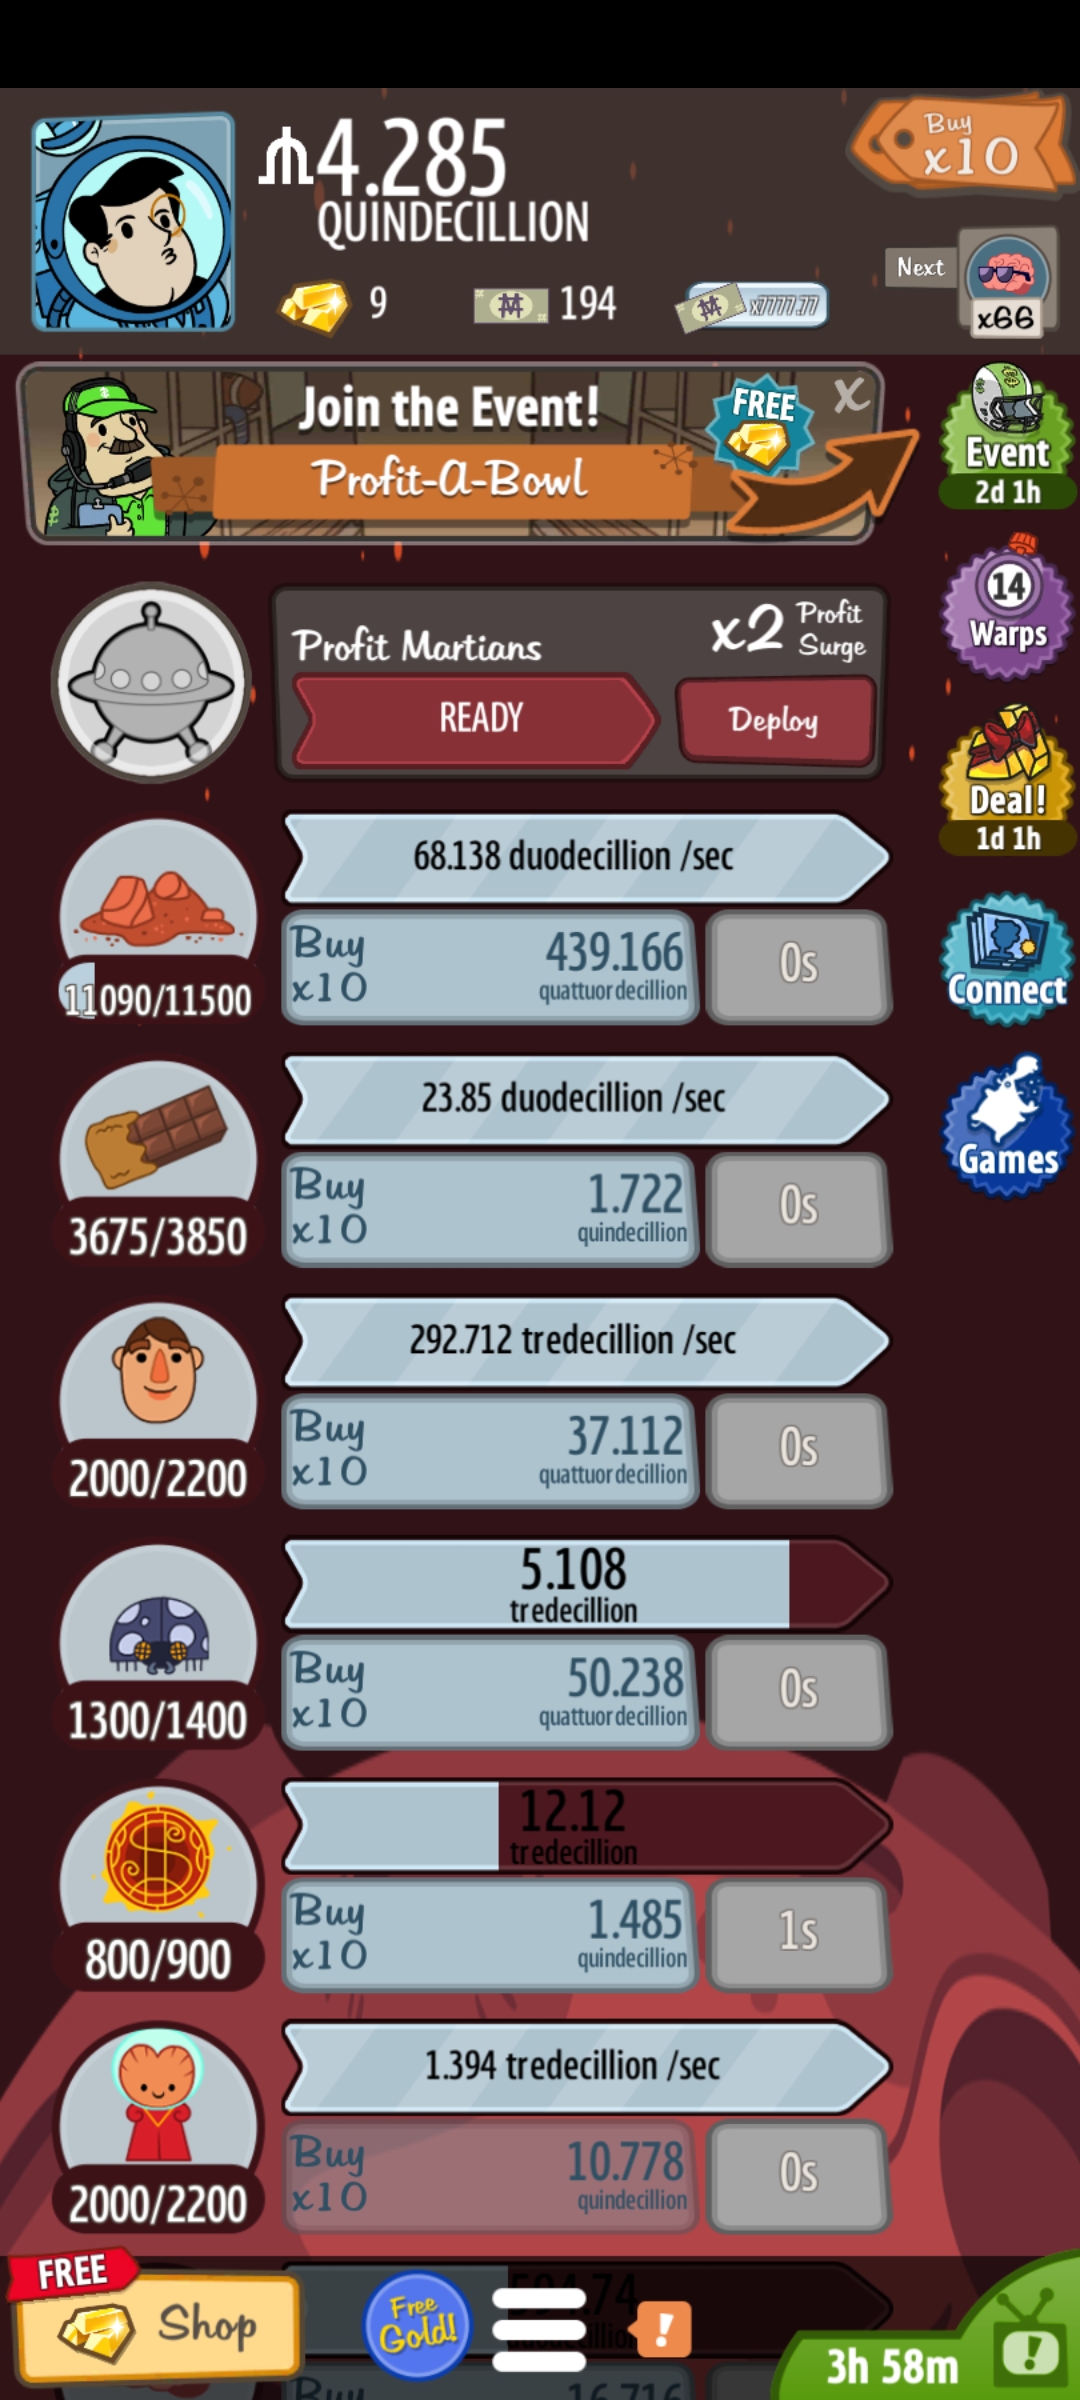 4.285
QUINDECILLION
9
194
x7777.77
Buy
x10
Next
x66
Join the Event!
Profit-A-Bowl
FREE
X
Event
2d 1h
14
Warps
Deal!
1d 1h
Connect
Games
Profit Martians
x2 Profit
Surge
READY
Deploy
68.138 duodecillion /sec
Buy
x10
439.166
quattuordecillion
0s
11090/11500
23.85 duodecillion /sec
Buy
x10
1.722
quindecillion
0s
3675/3850
292.712 tredecillion /sec
Buy
x10
37.112
quattuordecillion
0s
2000/2200
5.108
tredecillion
Buy
x10
50.238
quattuordecillion
0s
1300/1400
12.12
tredecillion
Buy
x10
1.485
quindecillion
1s
800/900
1.394 tredecillion /sec
Buy
x10
10.778
quindecillion
0s
2000/2200
FREE
Shop
Free
Gold!
!
3h 58m
!
Buy
16.716